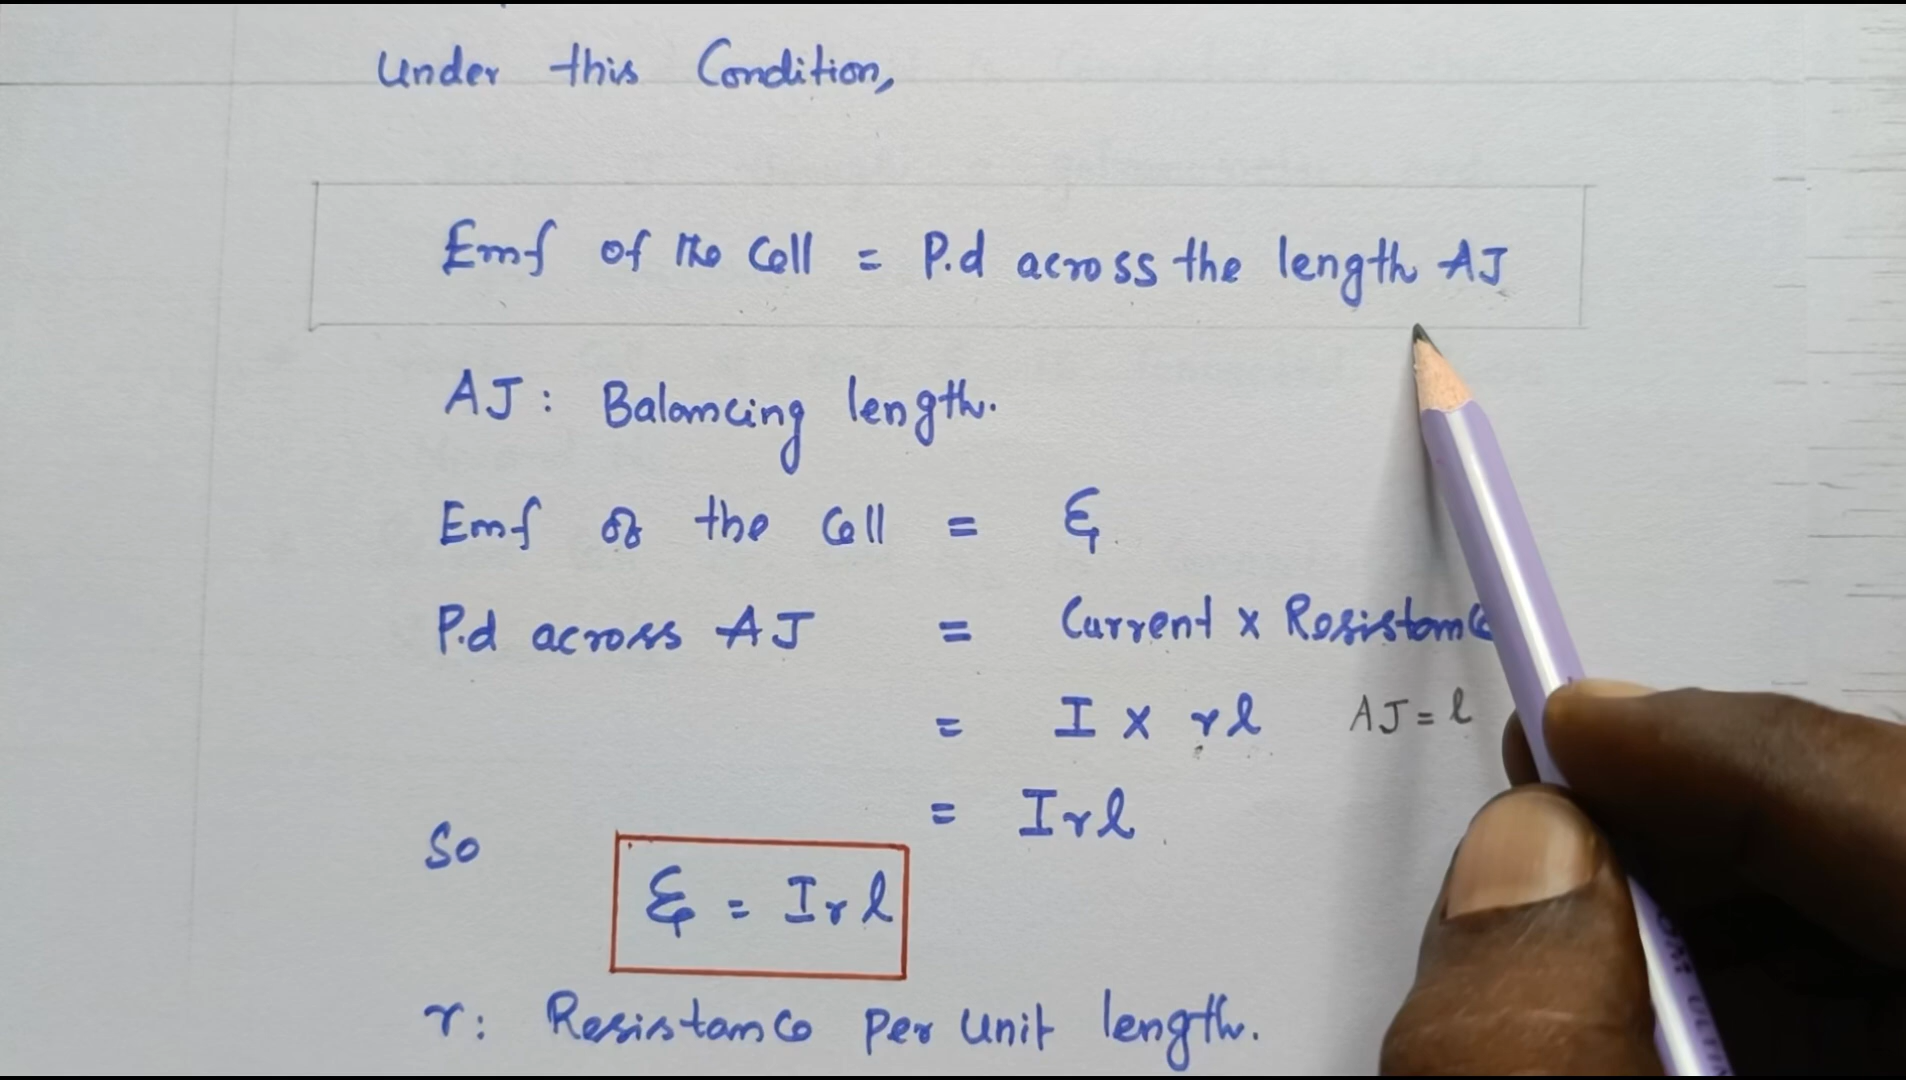 Under this Condition,
Emf of the Cell = P.d across the length AJ
AJ : Balancing length.
Emf of the Cell = ξ
P.d across AJ = Current x Resistance
= I x rl AJ = l
= Irl
So
ξ = Irl
r : Resistance per unit length.